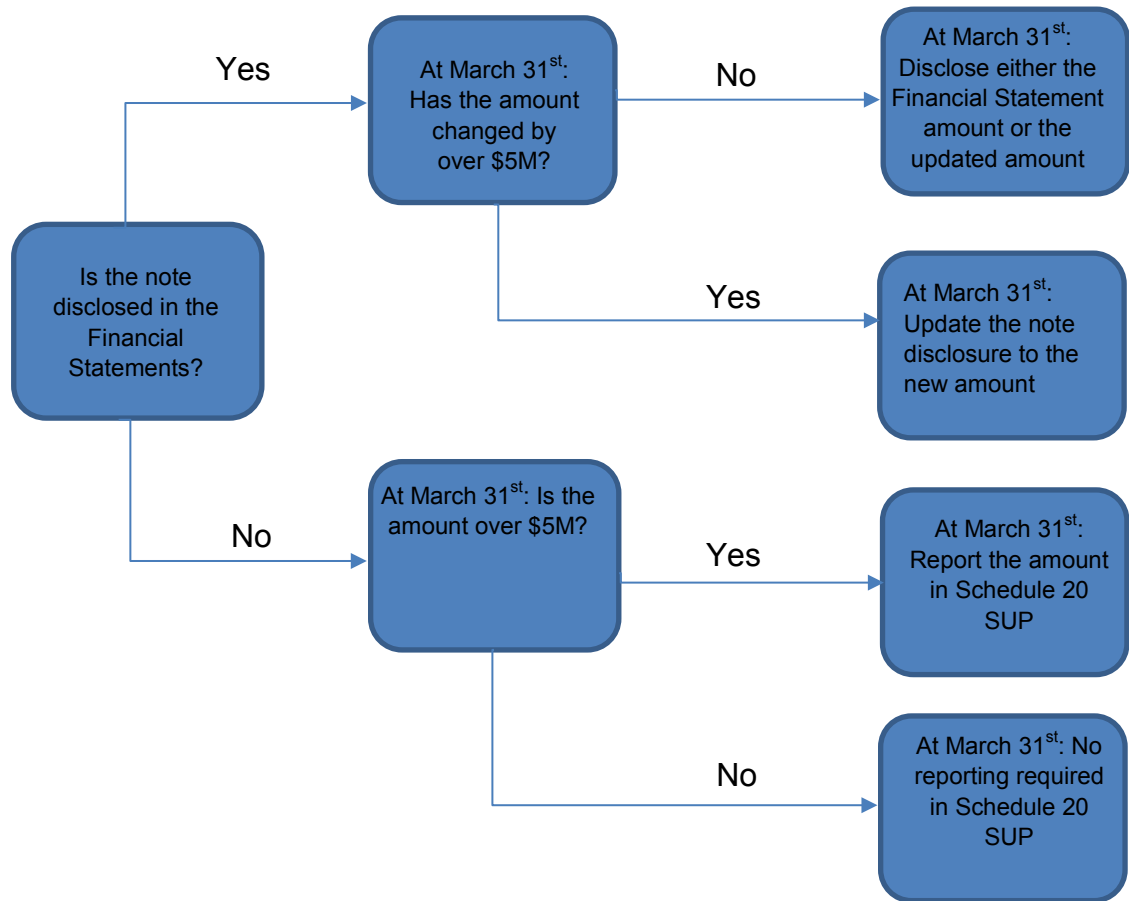 Yes
At March 31st:
Has the amount
changed by
over $5M?
No
At March 31st:
Disclose either the
Financial Statement
amount or the
updated amount
Is the note
disclosed in the
Financial
Statements?
Yes
At March 31st:
Update the note
disclosure to the
new amount
No
At March 31st: Is the
amount over $5M?
Yes
At March 31st:
Report the amount
in Schedule 20
SUP
No
At March 31st: No
reporting required
in Schedule 20
SUP